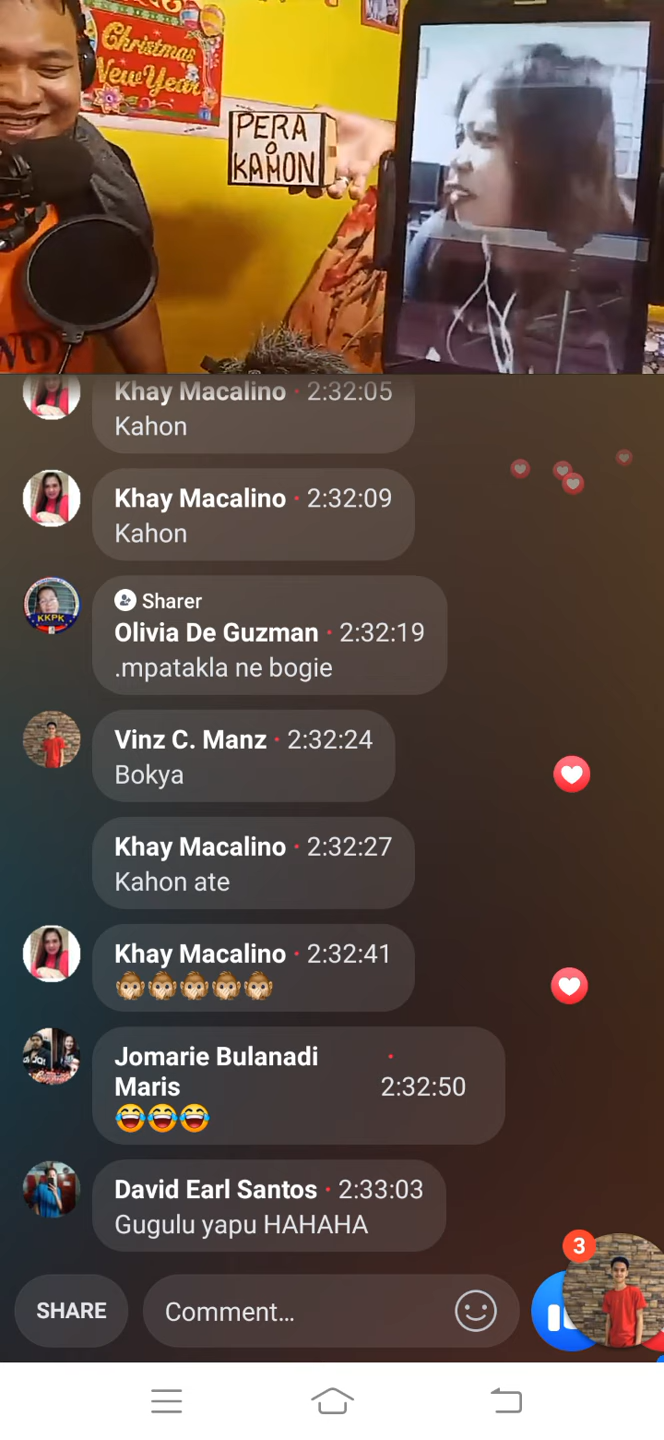 Christmas
New Year
PERA
O
KAHON
Khay Macalino · 2:32:05
Kahon
Khay Macalino · 2:32:09
Kahon
KKPK
Sharer
Olivia De Guzman · 2:32:19
.mpatakla ne bogie
Vinz C. Manz · 2:32:24
Bokya
Khay Macalino · 2:32:27
Kahon ate
Khay Macalino · 2:32:41
🙊🙊🙊🙊🙊
Jomarie Bulanadi
Maris · 2:32:50
😂😂😂
David Earl Santos · 2:33:03
Gugulu yapu HAHAHA
3
SHARE
Comment...